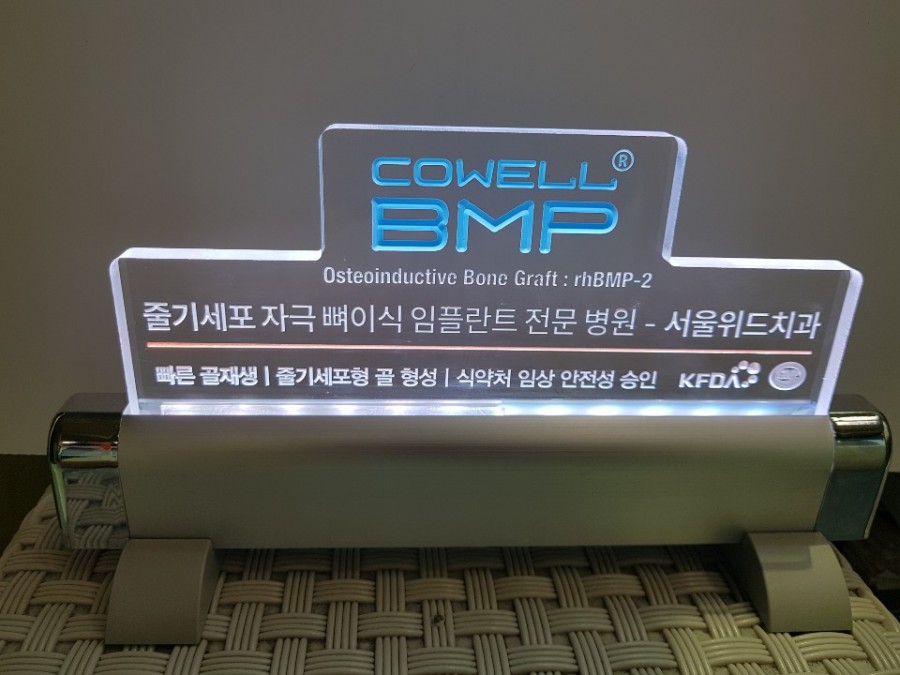 COWELL®
BMP
Osteoinductive Bone Graft : rhBMP-2
줄기세포 자극 뼈이식 임플란트 전문 병원 - 서울위드치과
빠른 골재생 | 줄기세포형 골 형성 | 식약처 임상 안전성 승인 KFDA